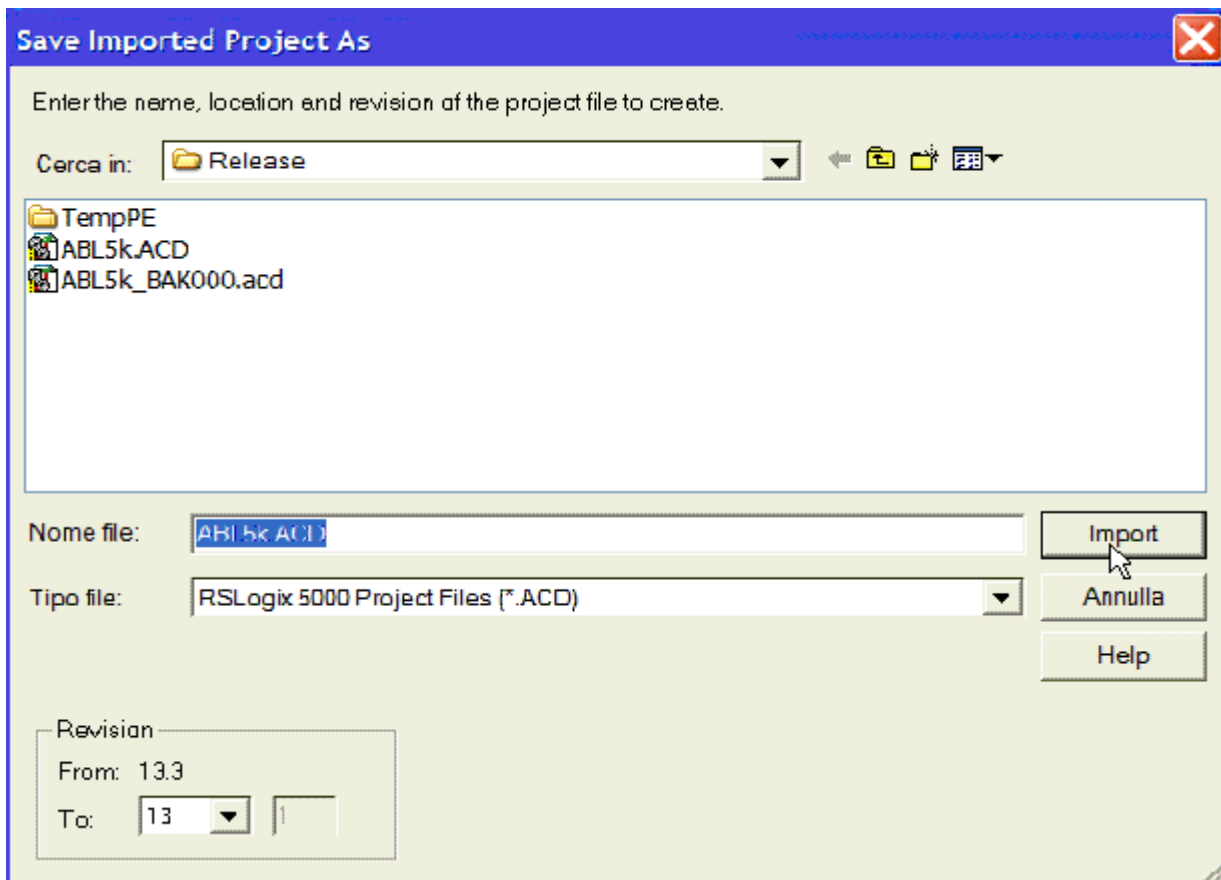 Save Imported Project As
Enter the name, location and revision of the project file to create.
Cerca in: Release
TempPE
ABL5k.ACD
ABL5k_BAK000.acd
Nome file: ABL5k.ACD Import
Tipo file: RSLogix 5000 Project Files (*.ACD) Annulla
Help
Revision
From: 13.3
To: 13 1